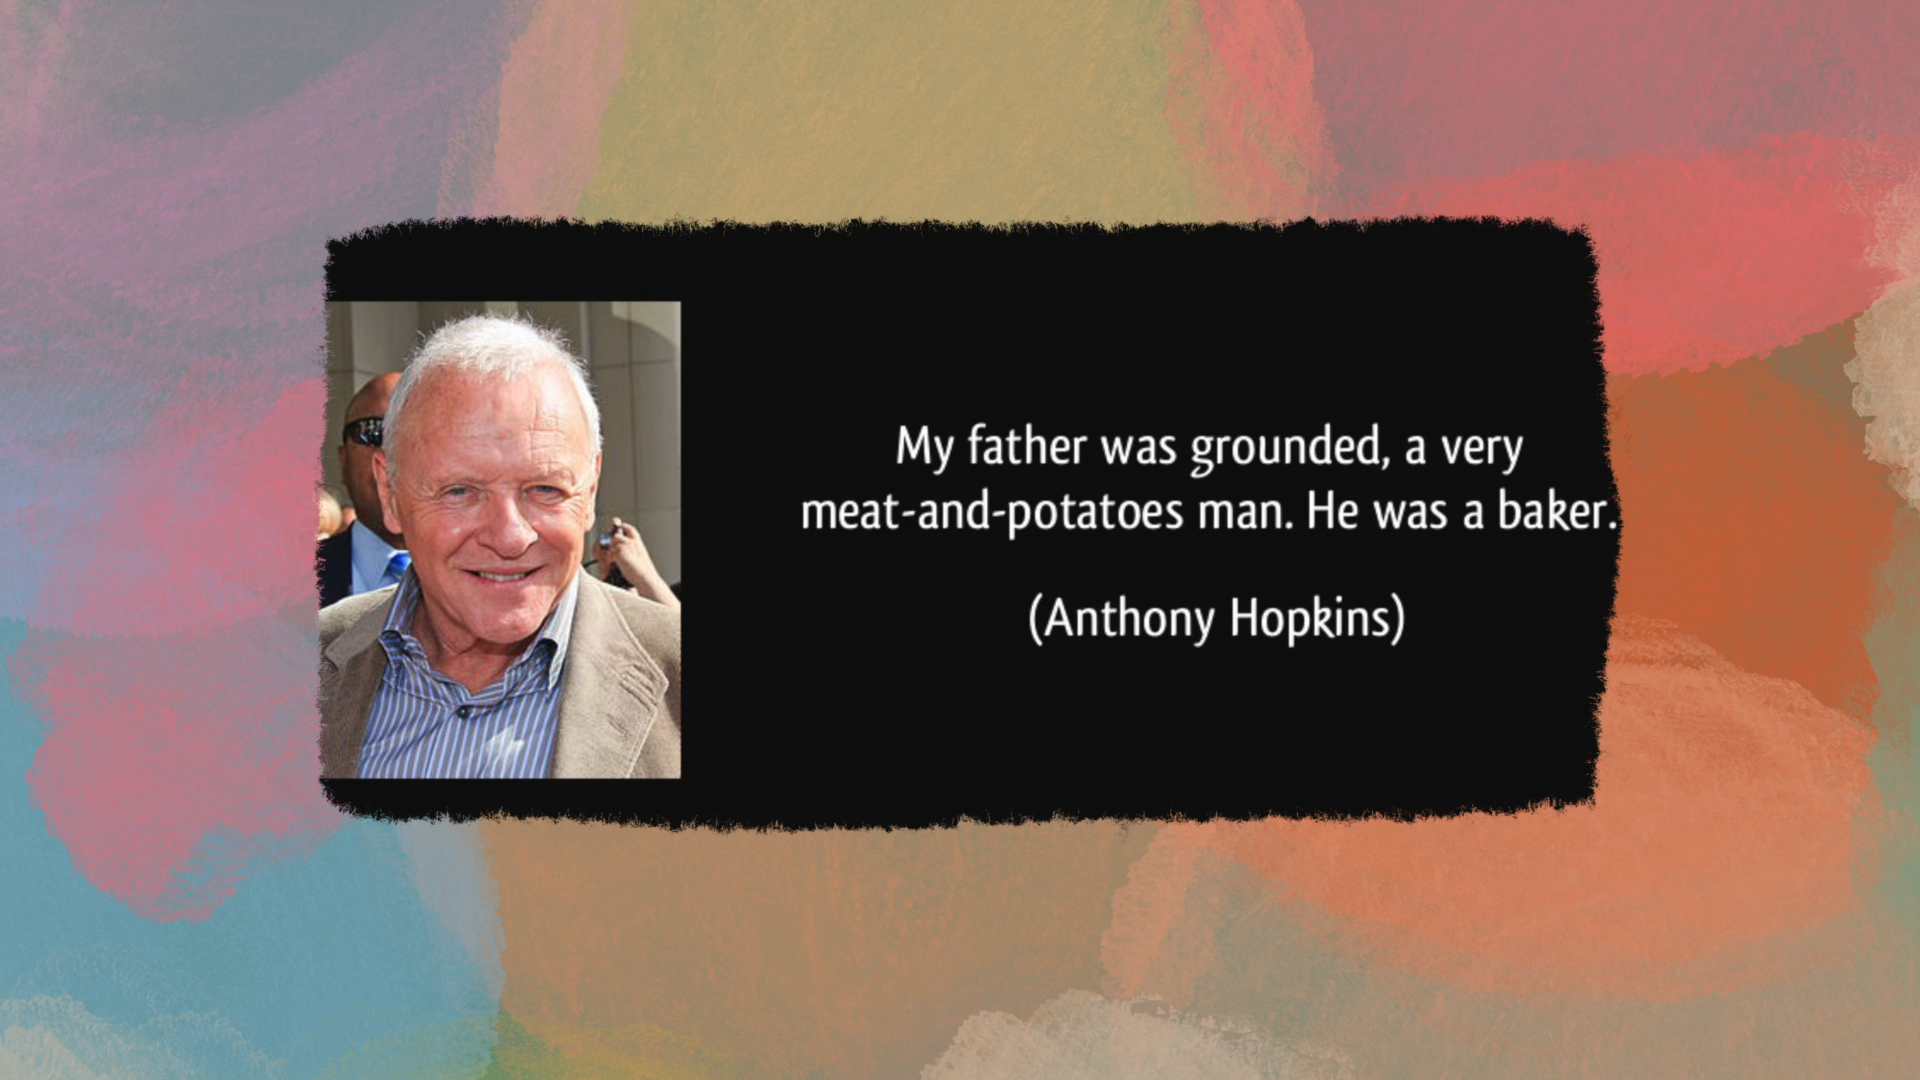 My father was grounded, a very
meat-and-potatoes man. He was a baker.
(Anthony Hopkins)